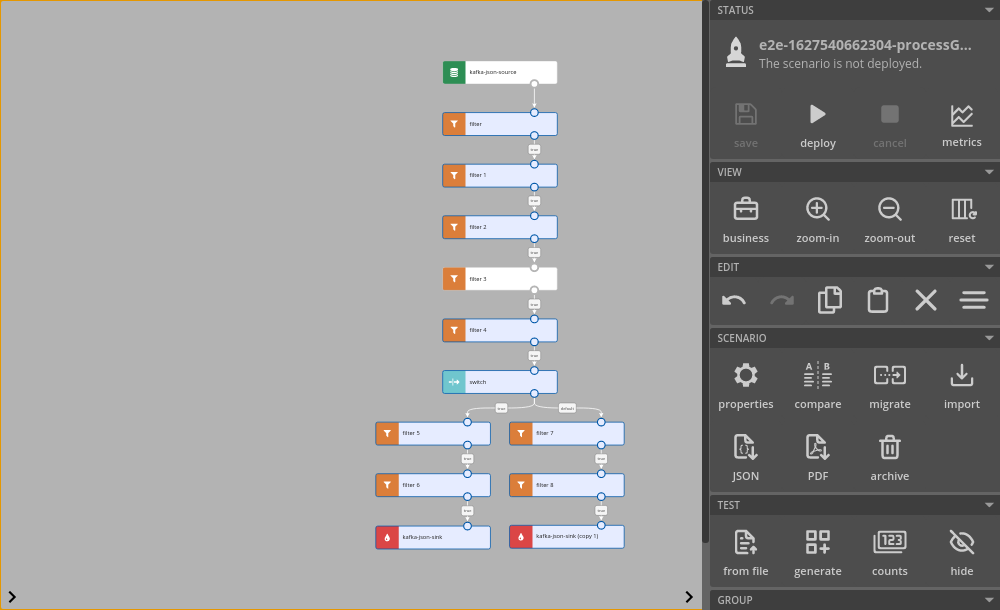 kafka-json-source
filter
true
filter 1
true
filter 2
true
filter 3
true
filter 4
true
switch
true default
filter 5 filter 7
true true
filter 6 filter 8
true true
kafka-json-sink kafka-json-sink (copy 1)
STATUS
e2e-1627540662304-processG...
The scenario is not deployed.
save deploy cancel metrics
VIEW
business zoom-in zoom-out reset
EDIT
SCENARIO
A B
properties compare migrate import
{}
JSON PDF archive
TEST
123
from file generate counts hide
GROUP